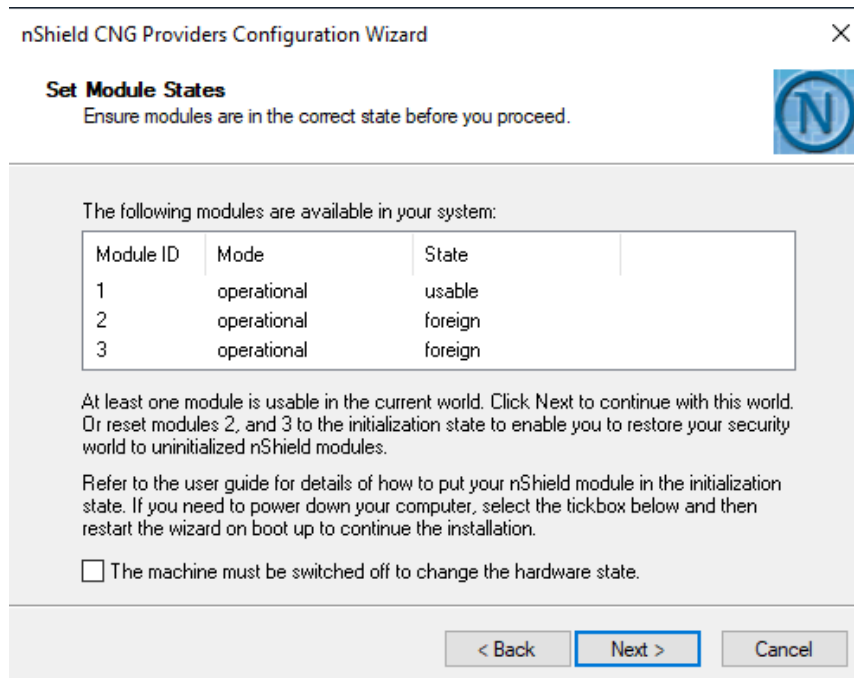 nShield CNG Providers Configuration Wizard
Set Module States
Ensure modules are in the correct state before you proceed.
N
The following modules are available in your system:
Module ID Mode State
1 operational usable
2 operational foreign
3 operational foreign
At least one module is usable in the current world. Click Next to continue with this world.
Or reset modules 2, and 3 to the initialization state to enable you to restore your security
world to uninitialized nShield modules.
Refer to the user guide for details of how to put your nShield module in the initialization
state. If you need to power down your computer, select the tickbox below and then
restart the wizard on boot up to continue the installation.
The machine must be switched off to change the hardware state.
< Back Next > Cancel